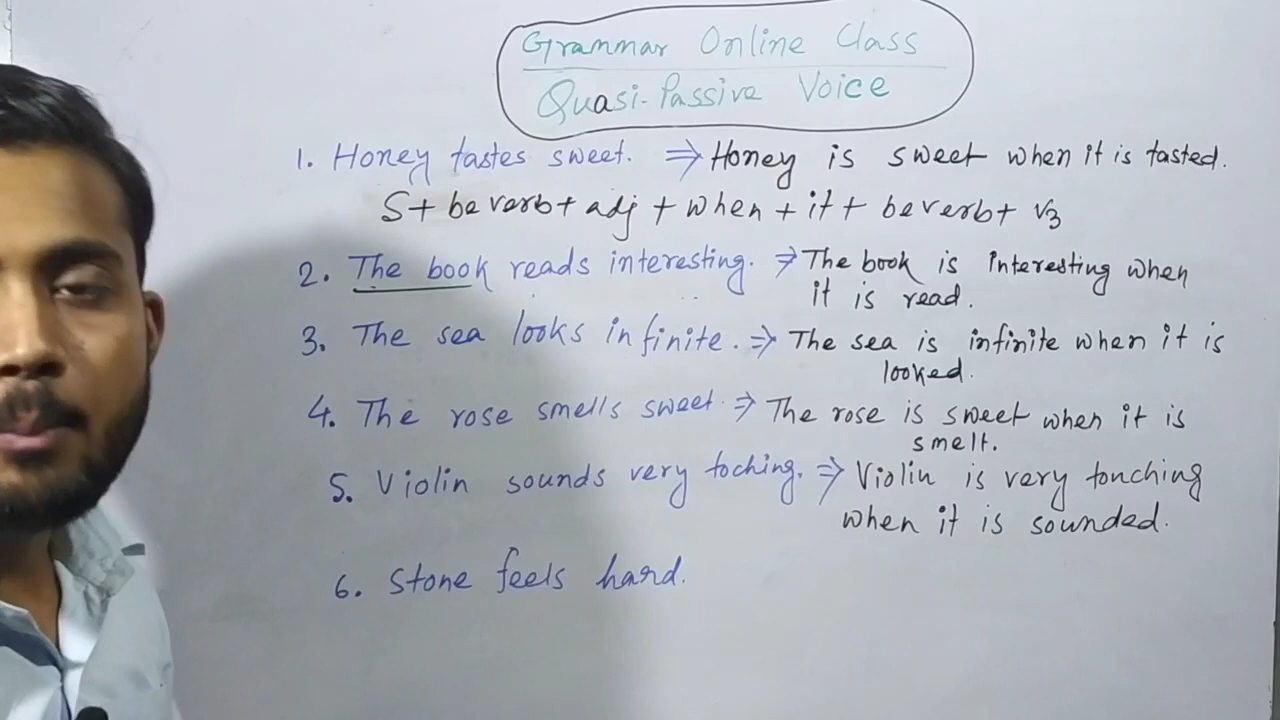 Grammar Online Class
Quasi-Passive Voice
1. Honey tastes sweet. ⇒ Honey is sweet when it is tasted.
S+ be verb+ adj + when + it + be verb+ V3
2. The book reads interesting. ⇒ The book is interesting when
it is read.
3. The sea looks infinite. ⇒ The sea is infinite when it is
looked.
4. The rose smells sweet. ⇒ The rose is sweet when it is
smelt.
5. Violin sounds very toching. ⇒ Violin is very touching
when it is sounded.
6. Stone feels hard.